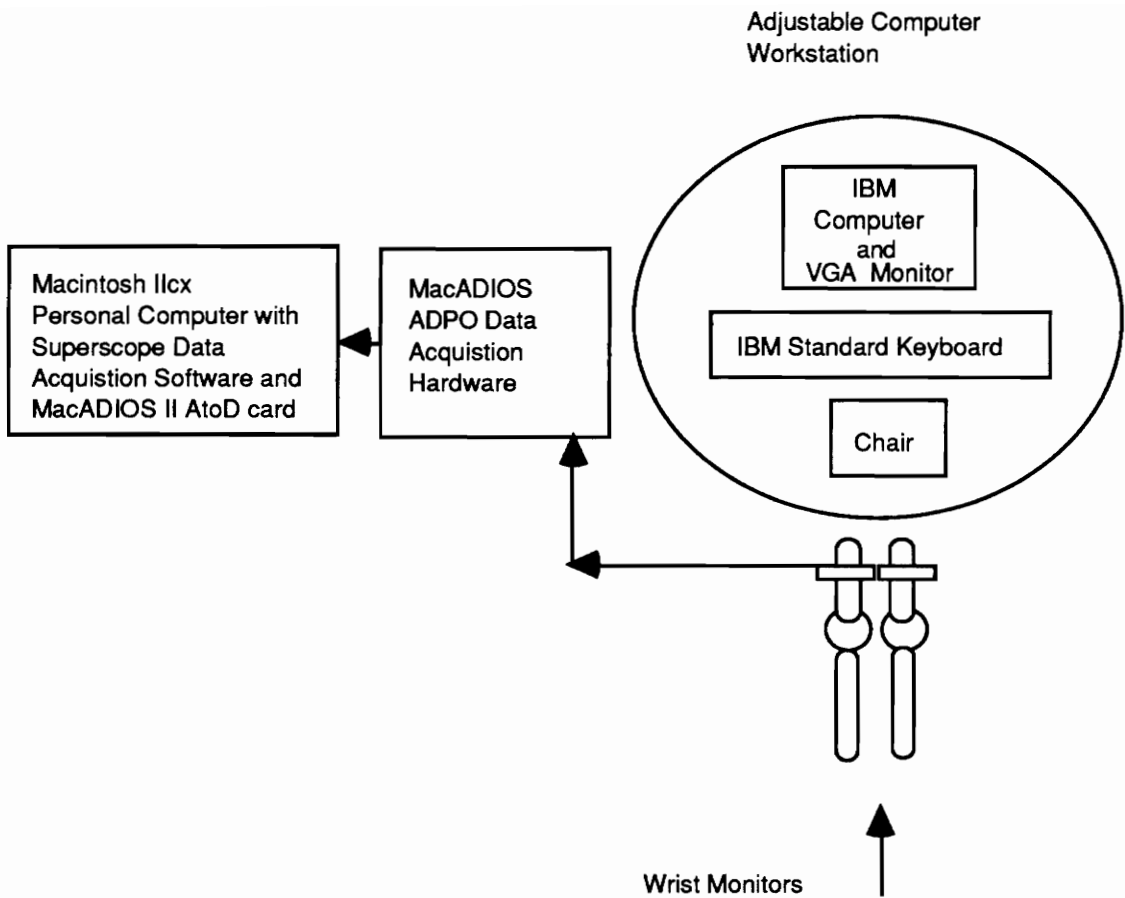 Adjustable Computer
Workstation
IBM
Computer
and
VGA Monitor
IBM Standard Keyboard
Chair
Macintosh IIcx
Personal Computer with
Superscope Data
Acquistion Software and
MacADIOS II AtoD card
MacADIOS
ADPO Data
Acquistion
Hardware
Wrist Monitors